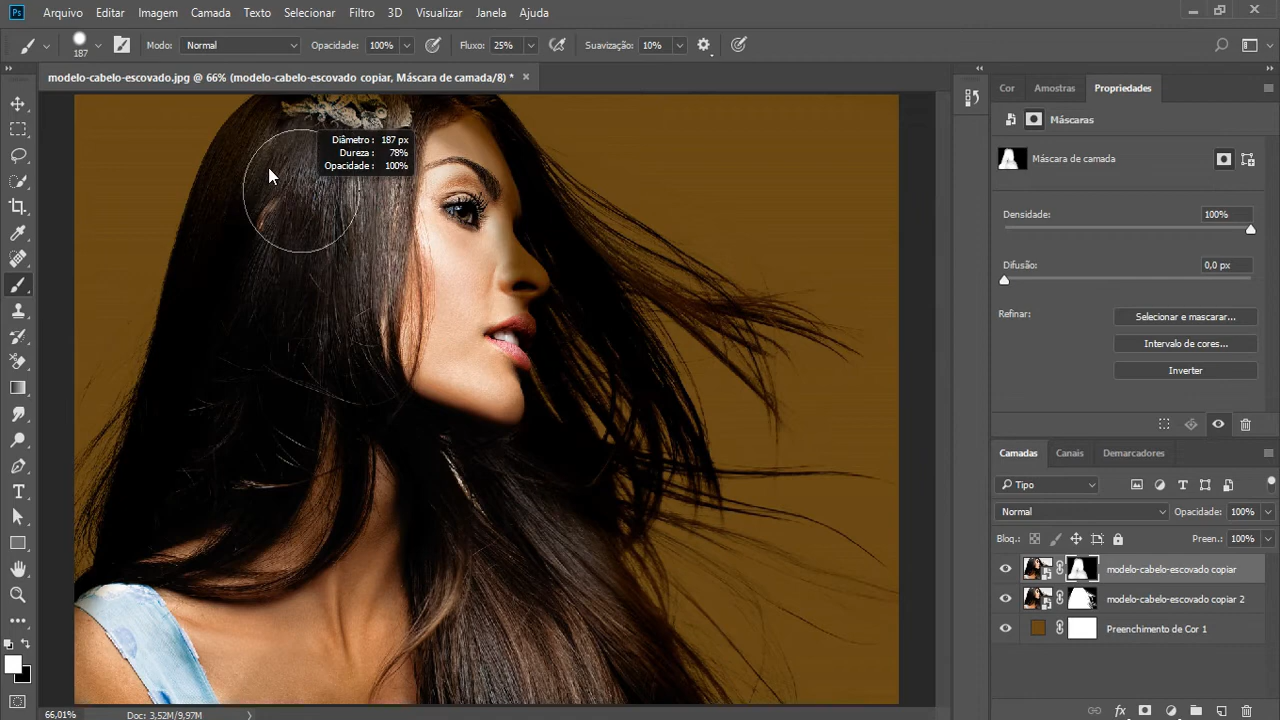 Ps Arquivo Editar Imagem Camada Texto Selecionar Filtro 3D Visualizar Janela Ajuda
187 Modo: Normal Opacidade: 100% Fluxo: 25% Suavização: 10%
modelo-cabelo-escovado.jpg @ 66% (modelo-cabelo-escovado copiar, Máscara de camada/8) * ×
Diâmetro : 187 px
Dureza : 78%
Opacidade : 100%
Cor Amostras Propriedades
Máscaras
Máscara de camada
Densidade: 100%
Difusão: 0,0 px
Refinar: Selecionar e mascarar...
Intervalo de cores...
Inverter
Camadas Canais Demarcadores
Tipo
Normal Opacidade: 100%
Bloq.: Preen.: 100%
modelo-cabelo-escovado copiar
modelo-cabelo-escovado copiar 2
Preenchimento de Cor 1
66,01% Doc: 3,52M/9,97M